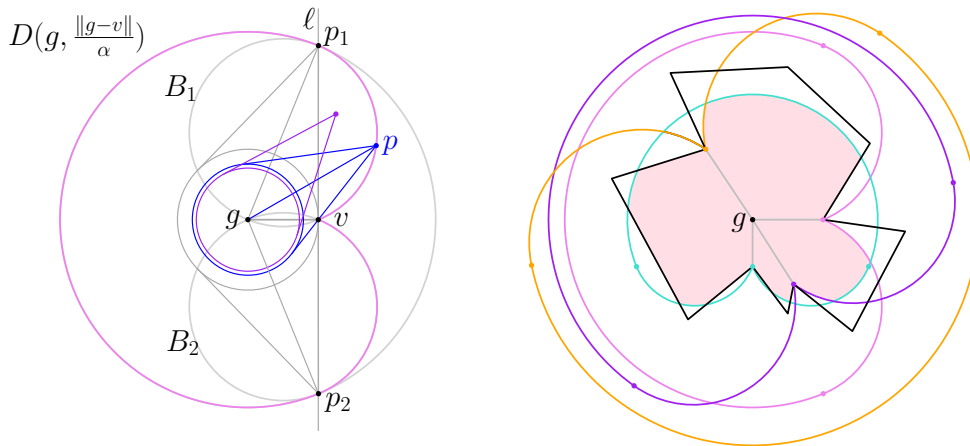 ℓ
D(g, ‖g−v‖/α)
p₁
B₁
p
g
v
g
B₂
p₂